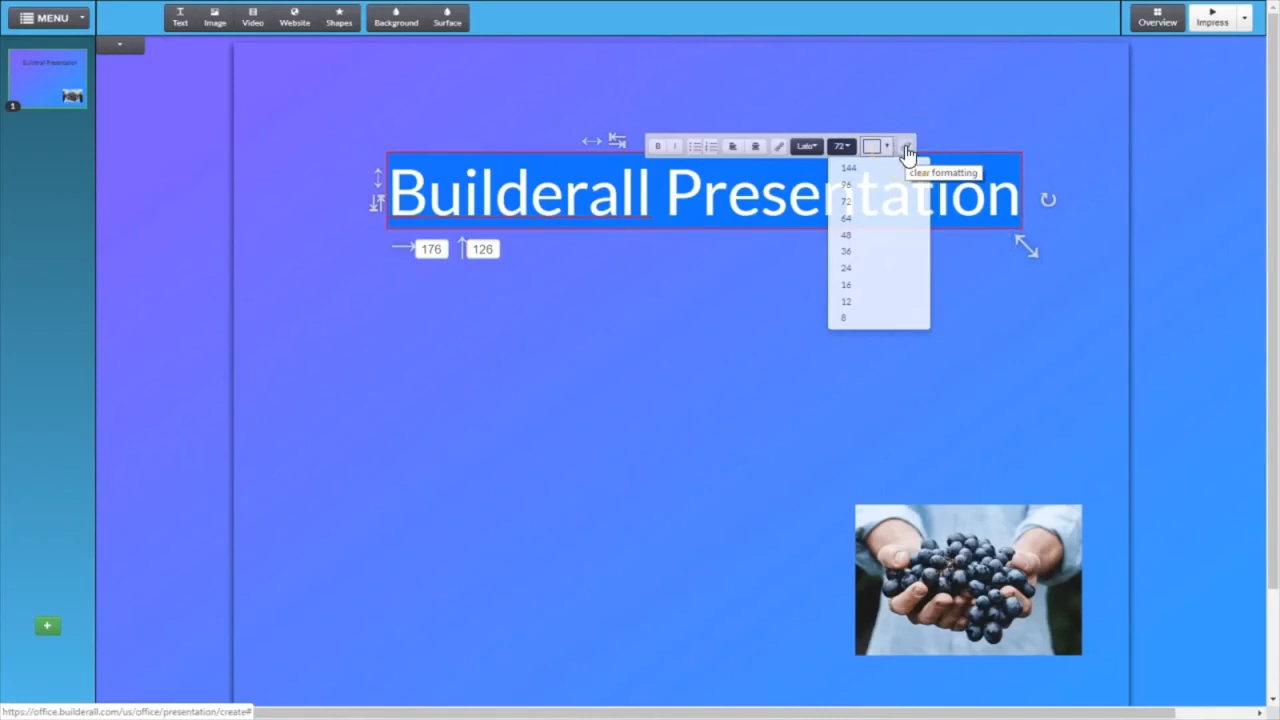 MENU
Text
Image
Video
Website
Shapes
Background
Surface
Overview
Impress
Builderall Presentation
1
B
I
Lato
72
clear formatting
Builderall Presentation
144
96
72
64
48
36
24
16
12
8
176
126
+
https://office.builderall.com/us/office/presentation/create#